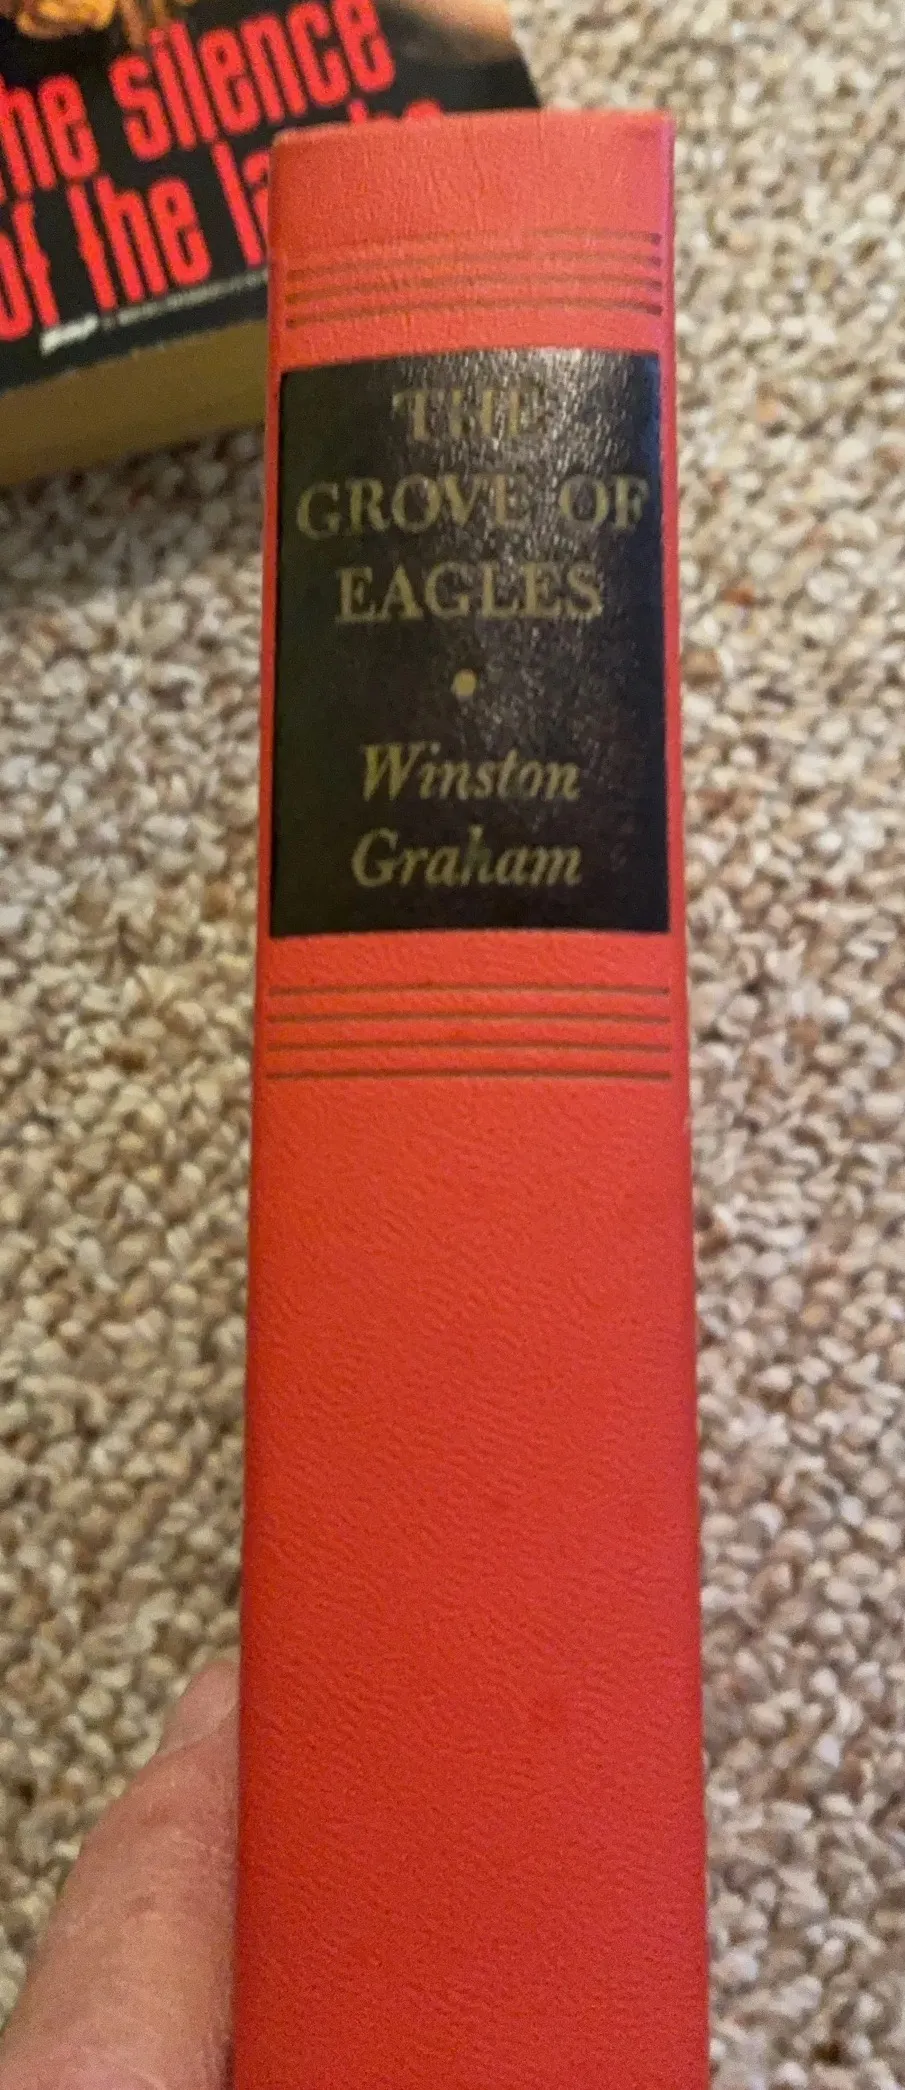 he silence
of the la
THE
GROVE OF
EAGLES
•
Winston
Graham